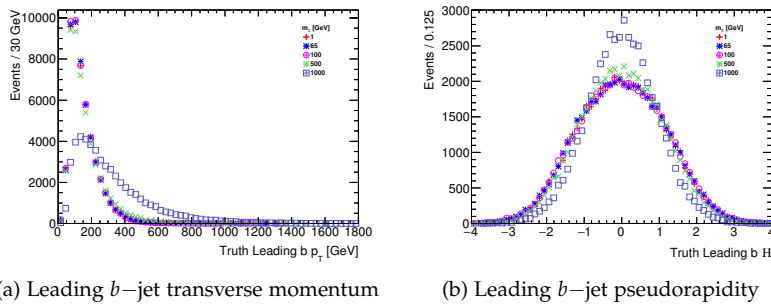 Events / 30 GeV
10000
8000
6000
4000
2000
0
m_χ [GeV]
1
65
100
500
1000
0 200 400 600 800 1000 1200 1400 1600 1800
Truth Leading b p_T [GeV]
(a) Leading b−jet transverse momentum
Events / 0.125
3000
2500
2000
1500
1000
500
0
m_χ [GeV]
1
65
100
500
1000
−4 −3 −2 −1 0 1 2 3
Truth Leading b H
(b) Leading b−jet pseudorapidity